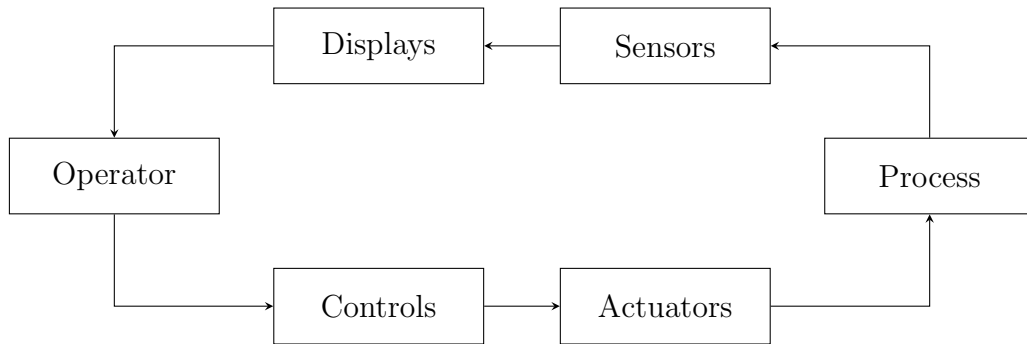 Displays
Sensors
Operator
Process
Controls
Actuators